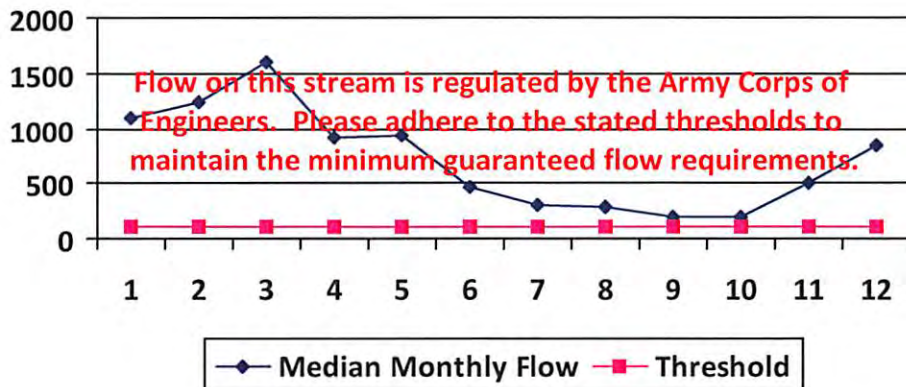 2000
1500
1000
500
0
Flow on this stream is regulated by the Army Corps of
Engineers. Please adhere to the stated thresholds to
maintain the minimum guaranteed flow requirements.
1 2 3 4 5 6 7 8 9 10 11 12
Median Monthly Flow Threshold